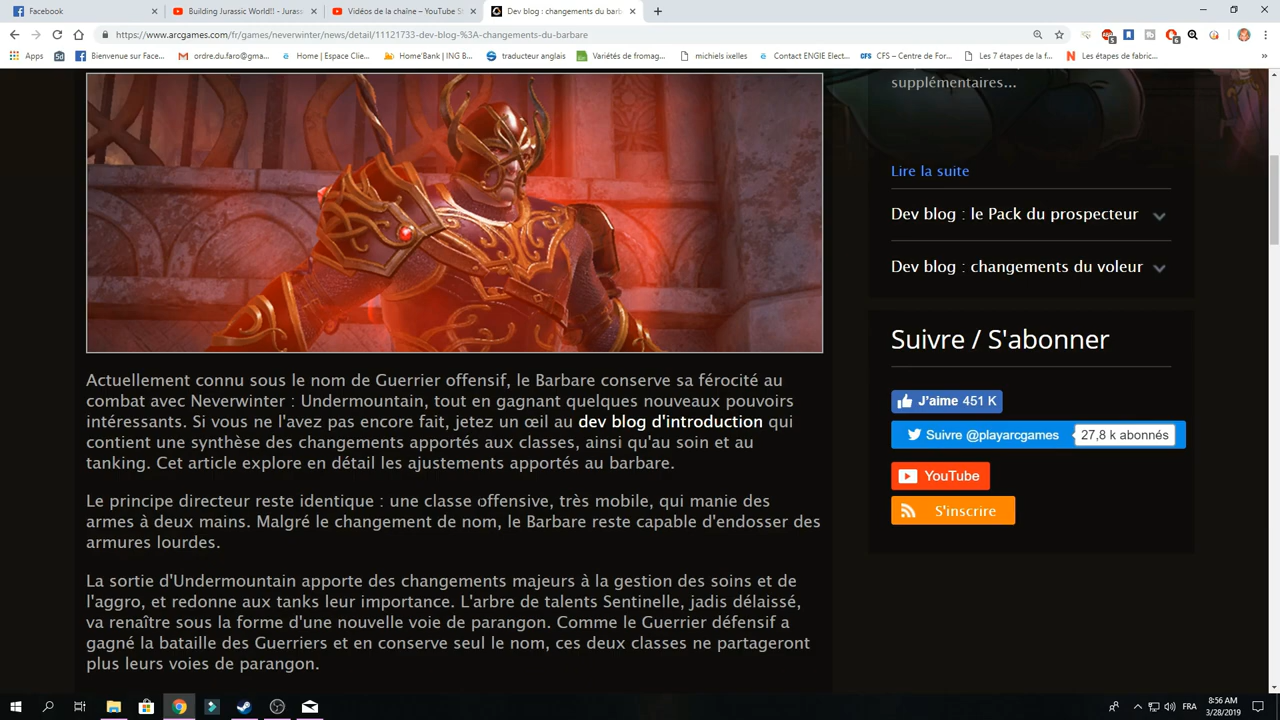 Facebook
Building Jurassic World!! - Juras
Vidéos de la chaîne – YouTube S
Dev blog : changements du barb
https://www.arcgames.com/fr/games/neverwinter/news/detail/11121733-dev-blog-%3A-changements-du-barbare
Apps
Bienvenue sur Face...
ordre.du.faro@gma...
Home | Espace Clie...
Home Bank | ING B...
traducteur anglais
Variétés de fromag...
michiels ixelles
Contact ENGIE Elect...
CFS – Centre de For...
Les 7 étapes de la f...
Les étapes de fabric...
supplémentaires...
Lire la suite
Dev blog : le Pack du prospecteur
Dev blog : changements du voleur
Suivre / S'abonner
J'aime 451 K
Suivre @playarcgames 27,8 k abonnés
YouTube
S'inscrire
Actuellement connu sous le nom de Guerrier offensif, le Barbare conserve sa férocité au
combat avec Neverwinter : Undermountain, tout en gagnant quelques nouveaux pouvoirs
intéressants. Si vous ne l'avez pas encore fait, jetez un œil au dev blog d'introduction qui
contient une synthèse des changements apportés aux classes, ainsi qu'au soin et au
tanking. Cet article explore en détail les ajustements apportés au barbare.
Le principe directeur reste identique : une classe offensive, très mobile, qui manie des
armes à deux mains. Malgré le changement de nom, le Barbare reste capable d'endosser des
armures lourdes.
La sortie d'Undermountain apporte des changements majeurs à la gestion des soins et de
l'aggro, et redonne aux tanks leur importance. L'arbre de talents Sentinelle, jadis délaissé,
va renaître sous la forme d'une nouvelle voie de parangon. Comme le Guerrier défensif a
gagné la bataille des Guerriers et en conserve seul le nom, ces deux classes ne partageront
plus leurs voies de parangon.
FRA
8:56 AM
3/28/2019